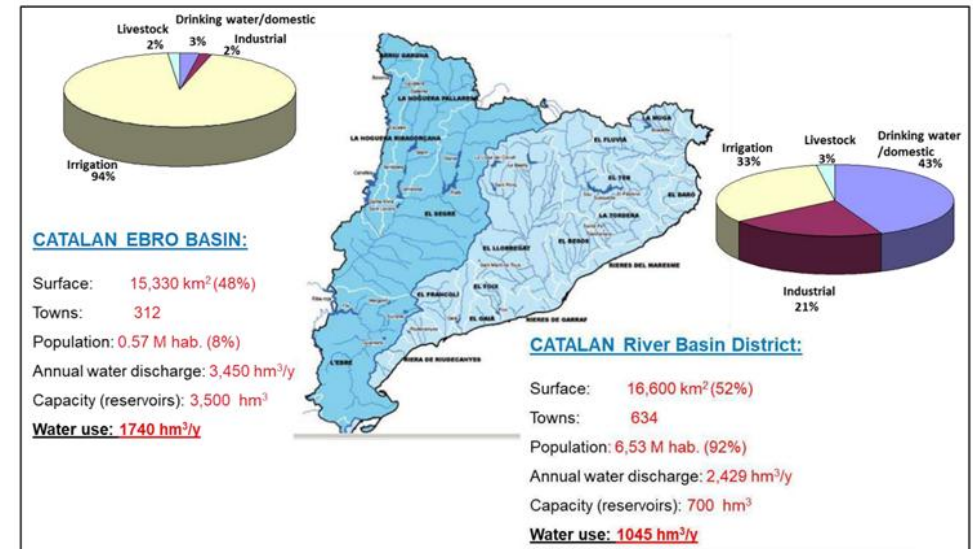 Drinking water/domestic
3%
Livestock
2%
Industrial
2%
Irrigation
94%
CATALAN EBRO BASIN:
Surface: 15,330 km² (48%)
Towns: 312
Population: 0.57 M hab. (8%)
Annual water discharge: 3,450 hm³/y
Capacity (reservoirs): 3,500 hm³
Water use: 1740 hm³/y
LA NOGUERA PALLARESA
LA NOGUERA RIBAGORÇANA
EL SEGRE
L'EBRE
LA MUGA
EL FLUVIA
EL TER
EL DARÓ
LA TORDERA
EL BESÒS
EL LLOBREGAT
RIERES DEL MARESME
EL FRANCOLÍ
EL FOIX
EL GAIÀ
RIERES DE GARRAF
RIERA DE RIUDECANYES
Irrigation
33%
Livestock
3%
Drinking water
/domestic
43%
Industrial
21%
CATALAN River Basin District:
Surface: 16,600 km² (52%)
Towns: 634
Population: 6,53 M hab. (92%)
Annual water discharge: 2,429 hm³/y
Capacity (reservoirs): 700 hm³
Water use: 1045 hm³/y